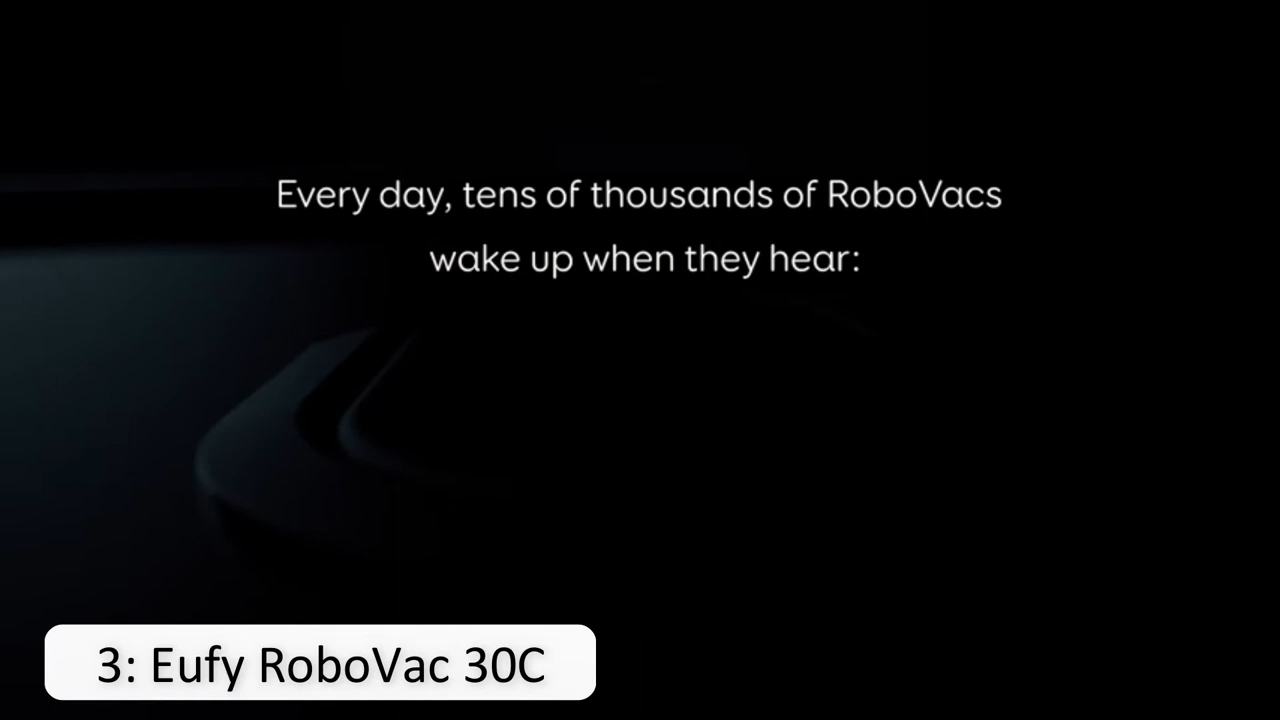 Every day, tens of thousands of RoboVacs
wake up when they hear:
3: Eufy RoboVac 30C